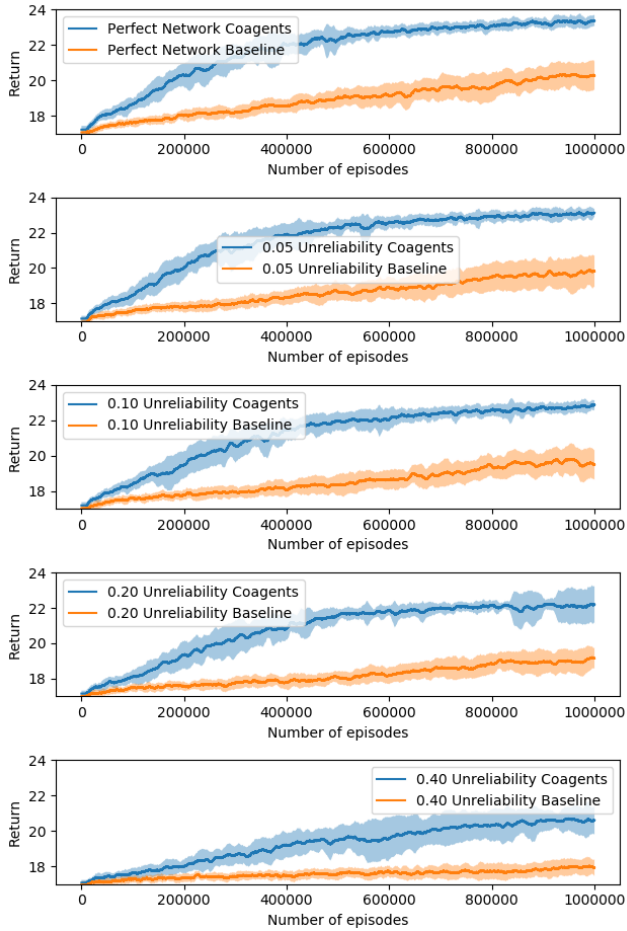 24
22
20
18
Return
Perfect Network Coagents
Perfect Network Baseline
0 200000 400000 600000 800000 1000000
Number of episodes
24
22
20
18
Return
0.05 Unreliability Coagents
0.05 Unreliability Baseline
0 200000 400000 600000 800000 1000000
Number of episodes
24
22
20
18
Return
0.10 Unreliability Coagents
0.10 Unreliability Baseline
0 200000 400000 600000 800000 1000000
Number of episodes
24
22
20
18
Return
0.20 Unreliability Coagents
0.20 Unreliability Baseline
0 200000 400000 600000 800000 1000000
Number of episodes
24
22
20
18
Return
0.40 Unreliability Coagents
0.40 Unreliability Baseline
0 200000 400000 600000 800000 1000000
Number of episodes